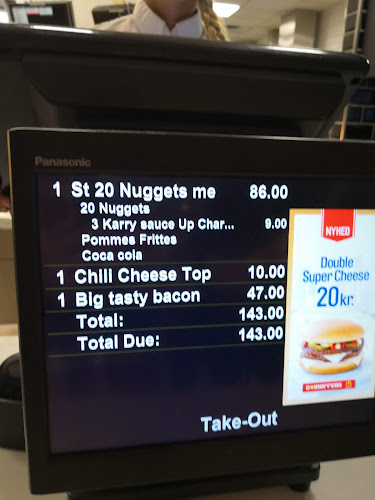 Panasonic
1 St 20 Nuggets me 86.00
20 Nuggets
3 Karry sauce Up Char... 9.00
Pommes Frittes
Coca cola
1 Chili Cheese Top 10.00
1 Big tasty bacon 47.00
Total: 143.00
Total Due: 143.00
Take-Out
NYHED
Double
Super Cheese
20kr.